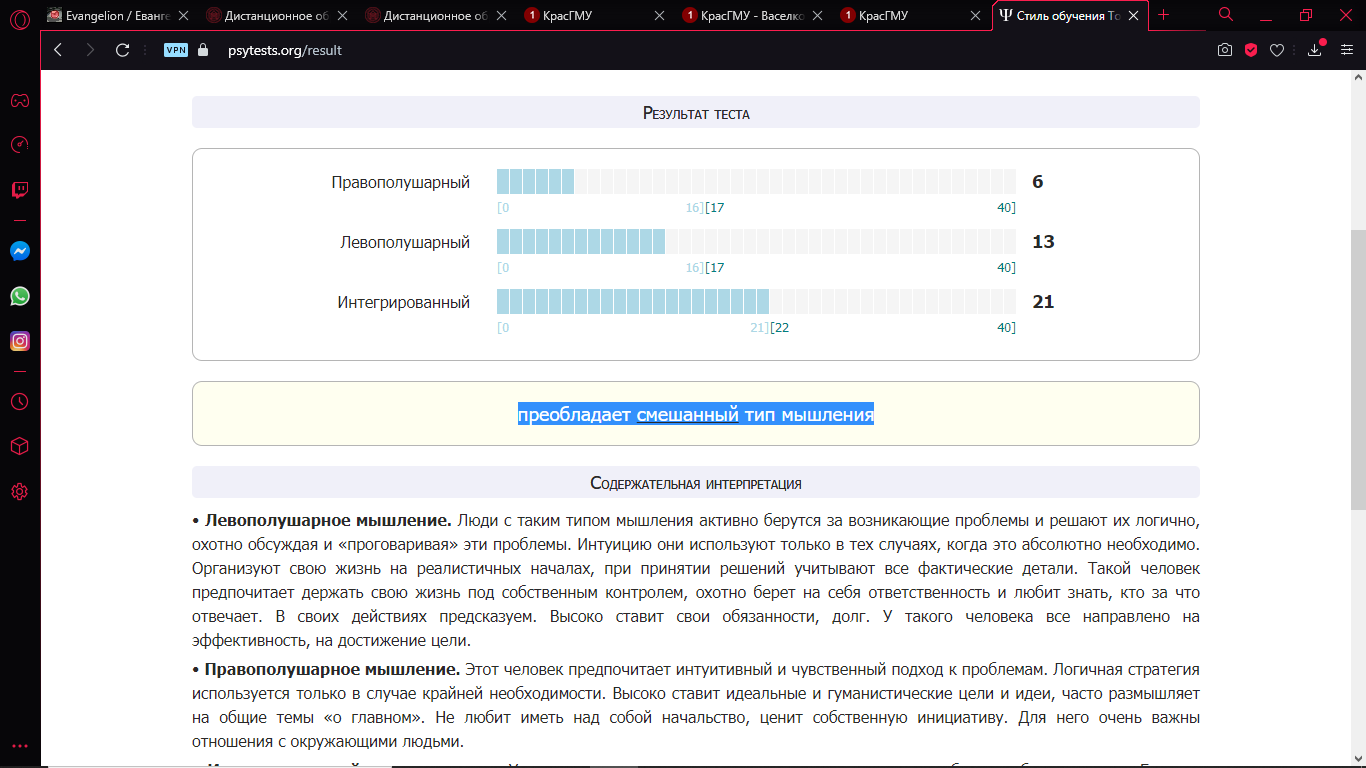 Evangelion / Еванге
Дистанционное об
Дистанционное об
1 КрасГМУ
1 КрасГМУ - Васелко
1 КрасГМУ
Ψ Стиль обучения То
VPN psytests.org/result
Результат теста
Правополушарный 6
[0 16][17 40]
Левополушарный 13
[0 16][17 40]
Интегрированный 21
[0 21][22 40]
преобладает смешанный тип мышления
Содержательная интерпретация
• Левополушарное мышление. Люди с таким типом мышления активно берутся за возникающие проблемы и решают их логично,
охотно обсуждая и «проговаривая» эти проблемы. Интуицию они используют только в тех случаях, когда это абсолютно необходимо.
Организуют свою жизнь на реалистичных началах, при принятии решений учитывают все фактические детали. Такой человек
предпочитает держать свою жизнь под собственным контролем, охотно берет на себя ответственность и любит знать, кто за что
отвечает. В своих действиях предсказуем. Высоко ставит свои обязанности, долг. У такого человека все направлено на
эффективность, на достижение цели.
• Правополушарное мышление. Этот человек предпочитает интуитивный и чувственный подход к проблемам. Логичная стратегия
используется только в случае крайней необходимости. Высоко ставит идеальные и гуманистические цели и идеи, часто размышляет
на общие темы «о главном». Не любит иметь над собой начальство, ценит собственную инициативу. Для него очень важны
отношения с окружающими людьми.